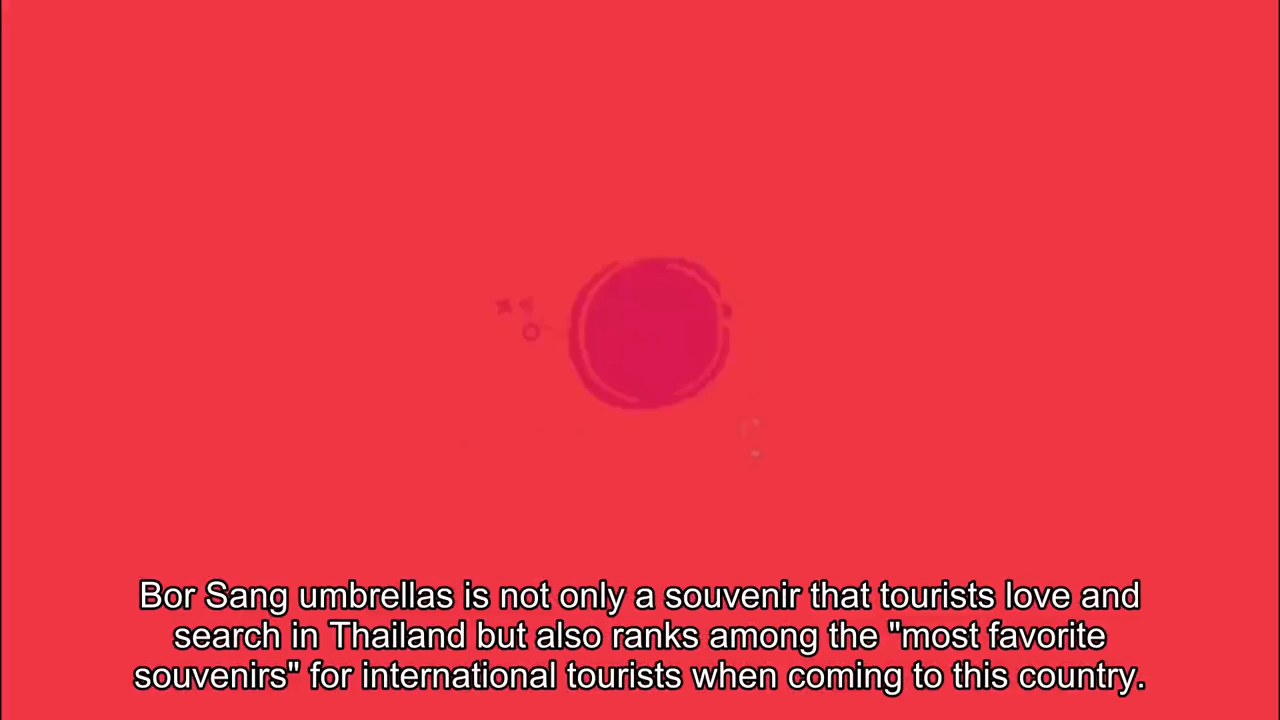 Bor Sang umbrellas is not only a souvenir that tourists love and
search in Thailand but also ranks among the "most favorite
souvenirs" for international tourists when coming to this country.